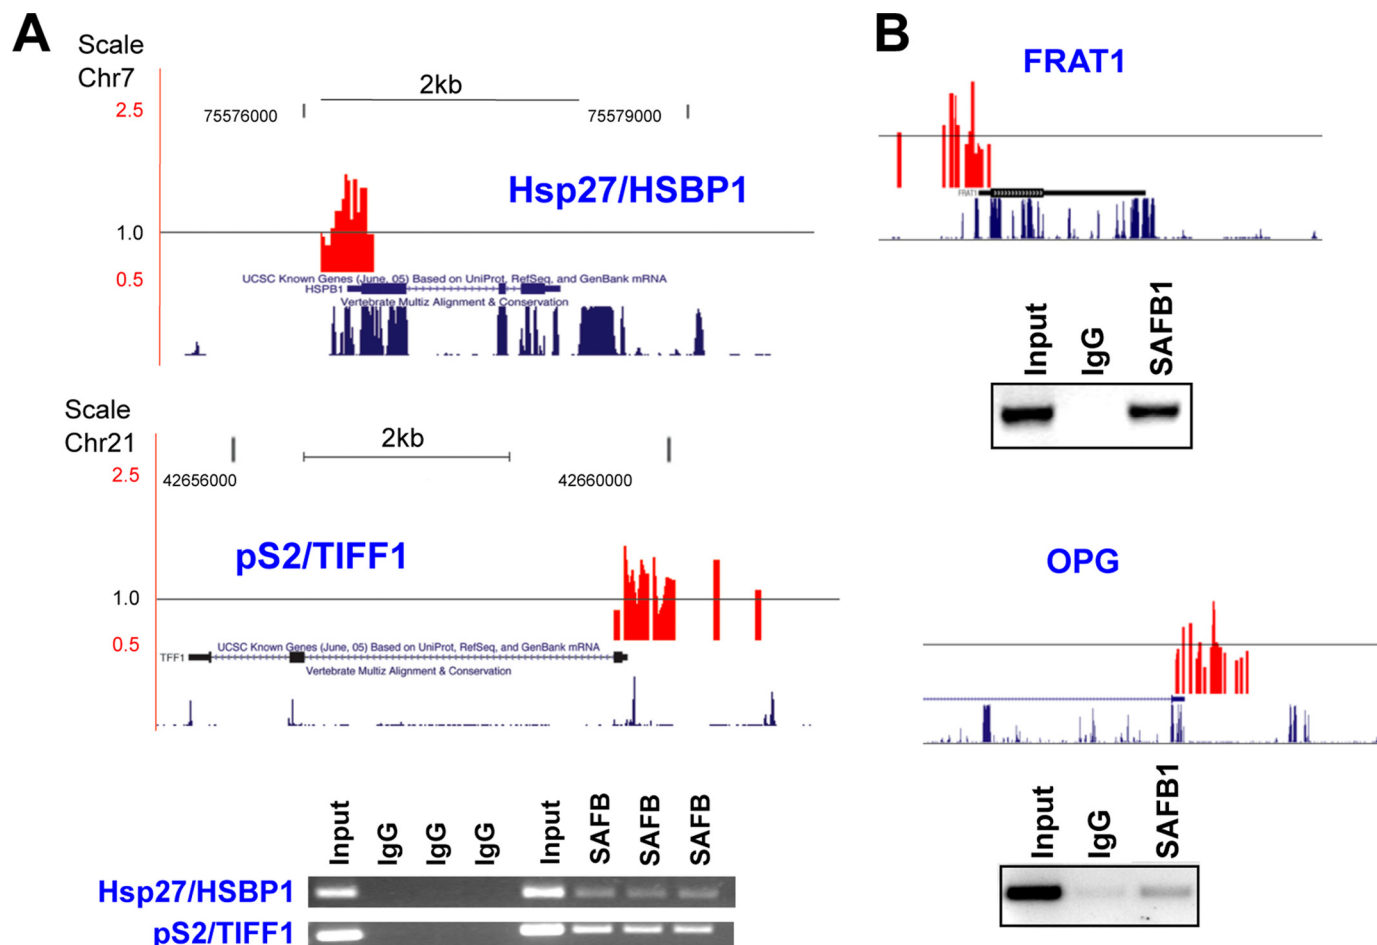 A
Scale
Chr7
2.5
75576000
2kb
75579000
Hsp27/HSBP1
1.0
0.5
UCSC Known Genes (June, 05) Based on UniProt, RefSeq, and GenBank mRNA
HSPB1
Vertebrate Multiz Alignment & Conservation
Scale
Chr21
2.5
42656000
2kb
42660000
pS2/TIFF1
1.0
0.5
UCSC Known Genes (June, 05) Based on UniProt, RefSeq, and GenBank mRNA
TFF1
Vertebrate Multiz Alignment & Conservation
Input IgG IgG IgG Input SAFB SAFB SAFB
Hsp27/HSBP1
pS2/TIFF1
B
FRAT1
FRAT1
Input IgG SAFB1
OPG
Input IgG SAFB1